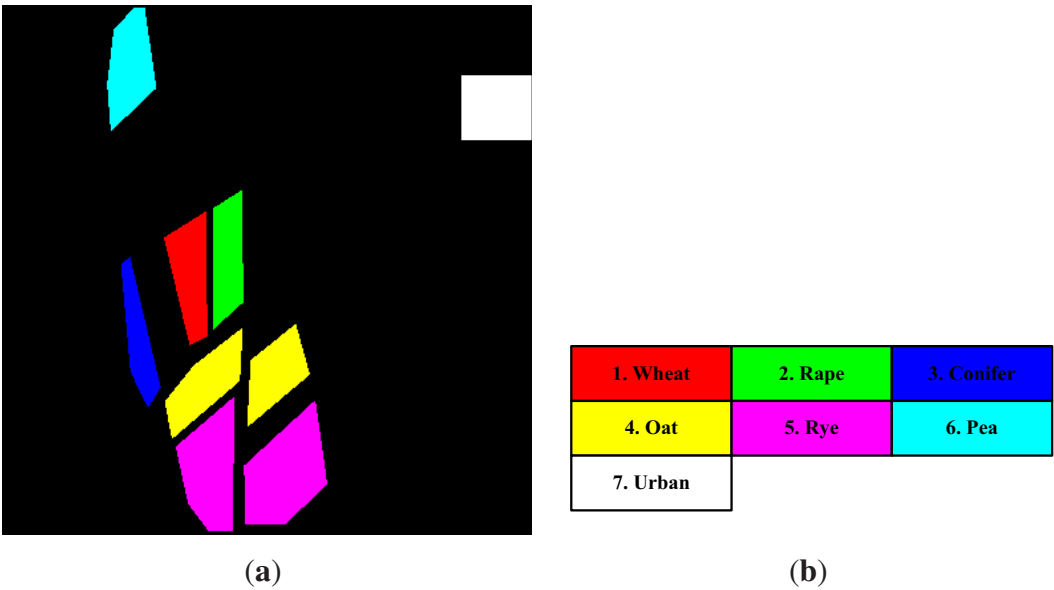 1. Wheat
2. Rape
3. Conifer
4. Oat
5. Rye
6. Pea
7. Urban
(a)
(b)